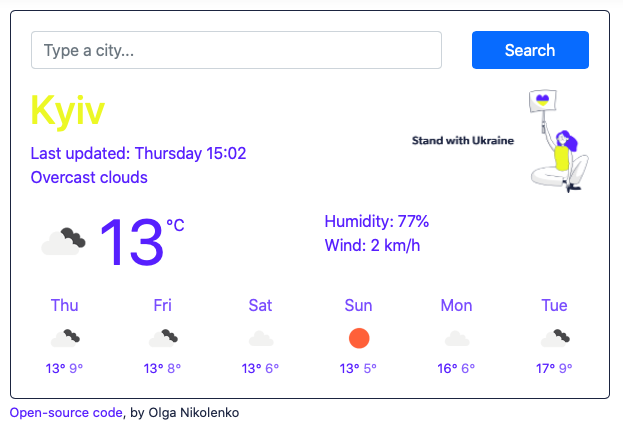 Type a city...
Search
Kyiv
Last updated: Thursday 15:02
Overcast clouds
Stand with Ukraine
13 °C
Humidity: 77%
Wind: 2 km/h
Thu Fri Sat Sun Mon Tue
13° 9° 13° 8° 13° 6° 13° 5° 16° 6° 17° 9°
Open-source code, by Olga Nikolenko